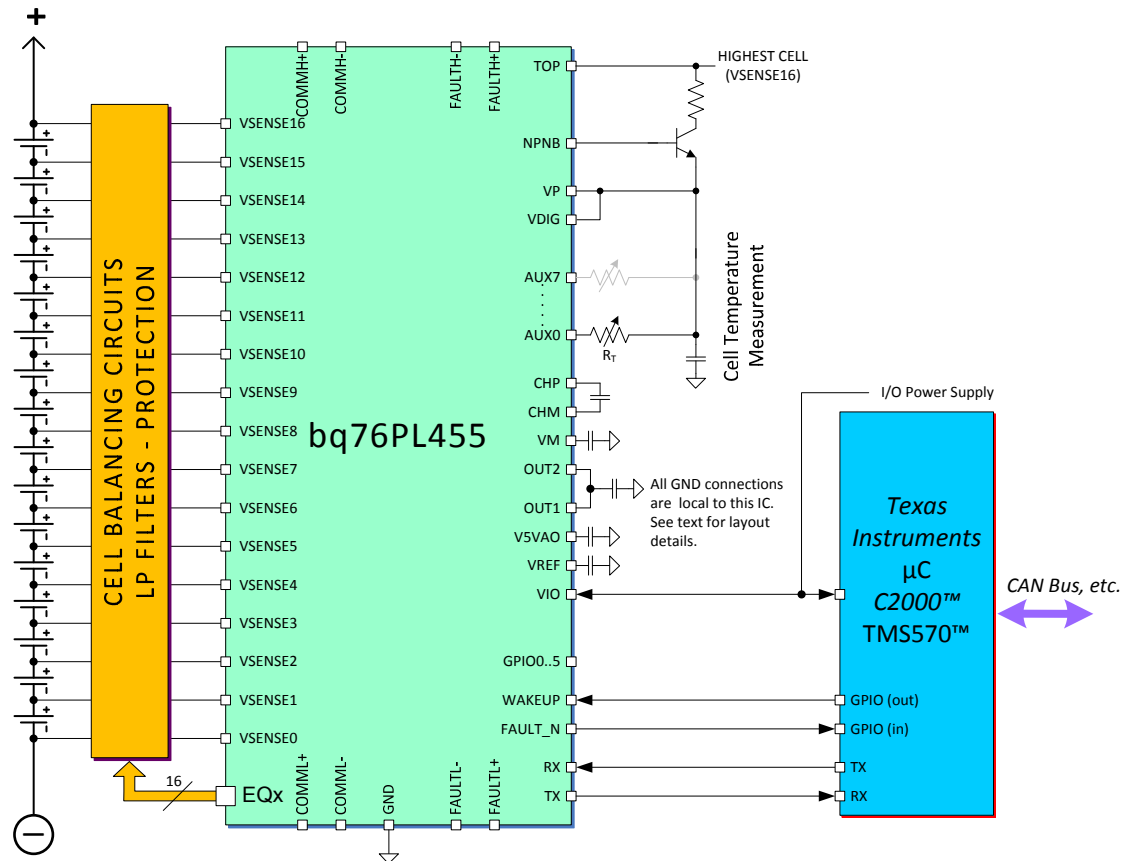 +
COMMH+
COMMH-
FAULTH-
FAULTH+
TOP
HIGHEST CELL
(VSENSE16)
VSENSE16
VSENSE15
VSENSE14
VSENSE13
VSENSE12
VSENSE11
VSENSE10
VSENSE9
VSENSE8
VSENSE7
VSENSE6
VSENSE5
VSENSE4
VSENSE3
VSENSE2
VSENSE1
VSENSE0
CELL BALANCING CIRCUITS
LP FILTERS - PROTECTION
16
EQx
bq76PL455
NPNB
VP
VDIG
AUX7
AUX0
RT
Cell Temperature
Measurement
CHP
CHM
VM
OUT2
OUT1
All GND connections
are local to this IC.
See text for layout
details.
V5VAO
VREF
VIO
GPIO0..5
WAKEUP
FAULT_N
RX
TX
COMML+
COMML-
GND
FAULTL-
FAULTL+
I/O Power Supply
Texas
Instruments
µC
C2000™
TMS570™
GPIO (out)
GPIO (in)
TX
RX
CAN Bus, etc.